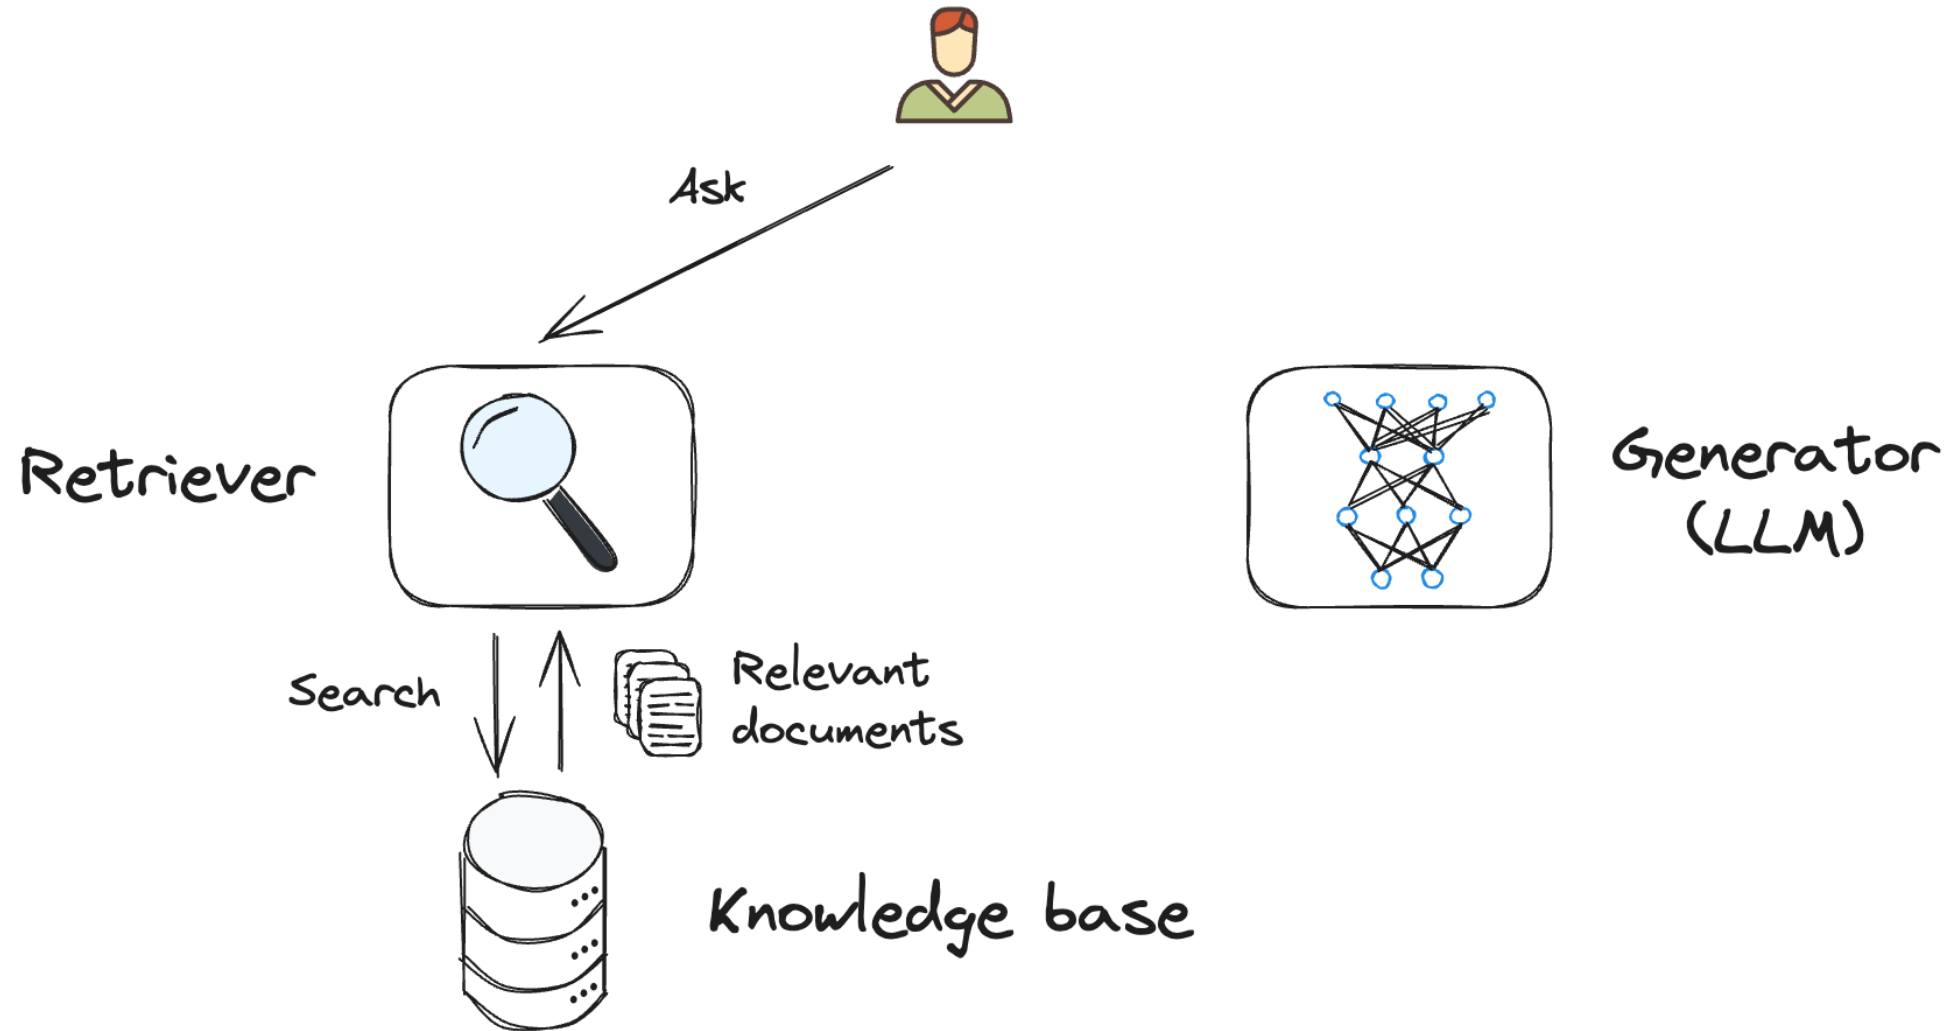 Ask
Retriever
Generator
(LLM)
Search
Relevant
documents
Knowledge base